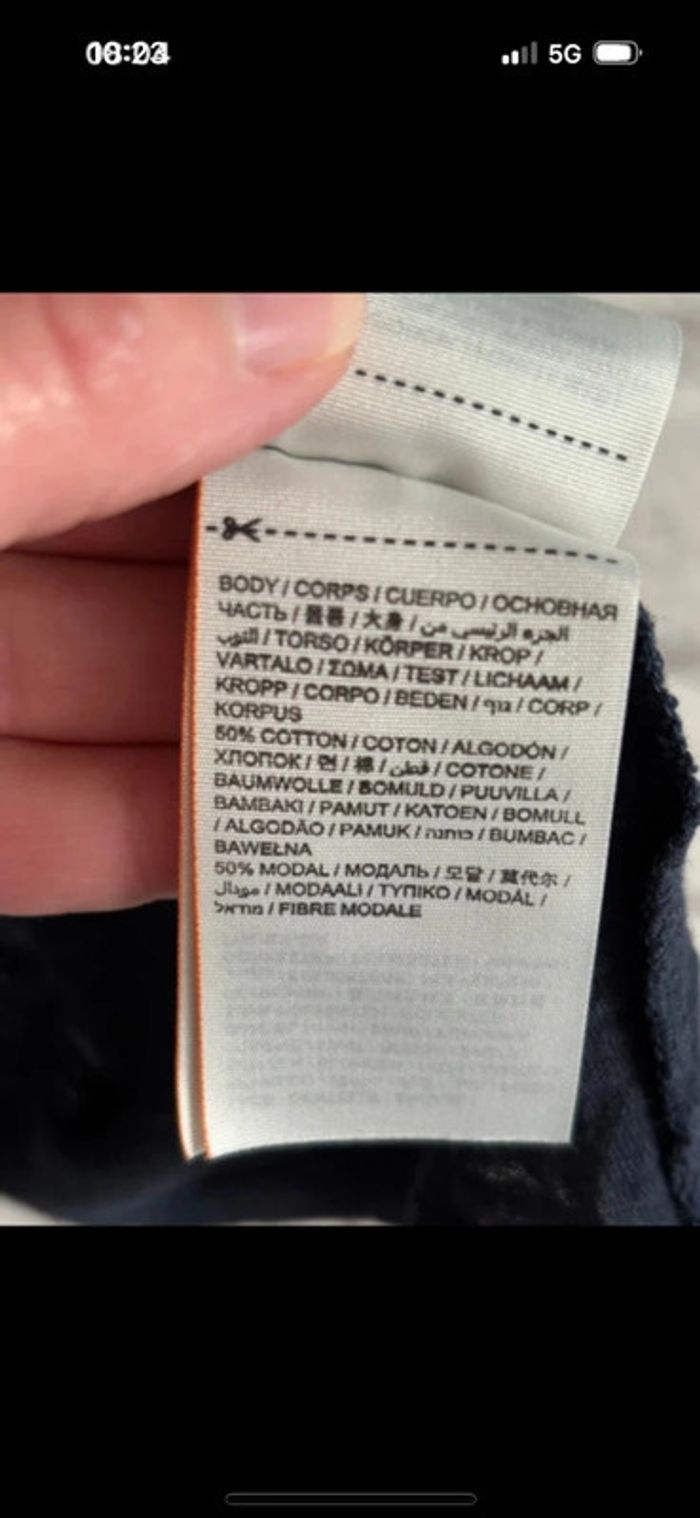 5G
BODY / CORPS / CUERPO / ОСНОВНАЯ
ЧАСТЬ / 몸통 / 大身 / الجزء الرئيسي من
الثوب / TORSO / KÖRPER / KROP /
VARTALO / ΣΩΜΑ / TEST / LICHAAM /
KROPP / CORPO / BEDEN / גוף / CORP /
KORPUS
50% COTTON / COTON / ALGODÓN /
ХЛОПОК / 면 / 棉 / قطن / COTONE /
BAUMWOLLE / BOMULD / PUUVILLA /
BAMBAKI / PAMUT / KATOEN / BOMULL
/ ALGODÃO / PAMUK / כותנה / BUMBAC /
BAWEŁNA
50% MODAL / МОДАЛЬ / 모달 / 莫代尔 /
مودال / MODAALI / ΤΥΠΙΚΟ / MODÁL /
מודאל / FIBRE MODALE